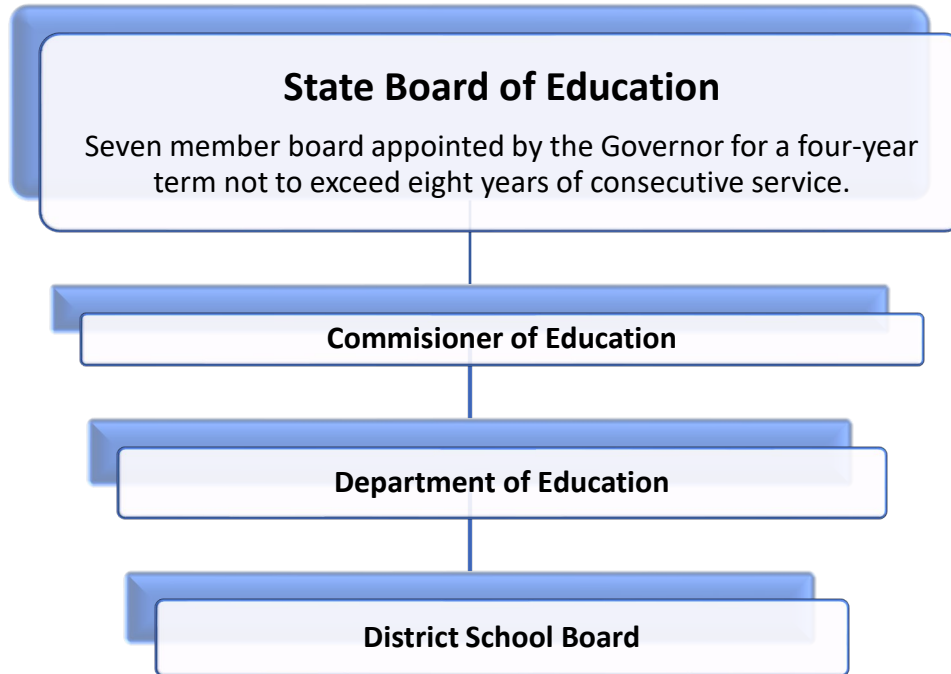 State Board of Education
Seven member board appointed by the Governor for a four-year
term not to exceed eight years of consecutive service.
Commisioner of Education
Department of Education
District School Board